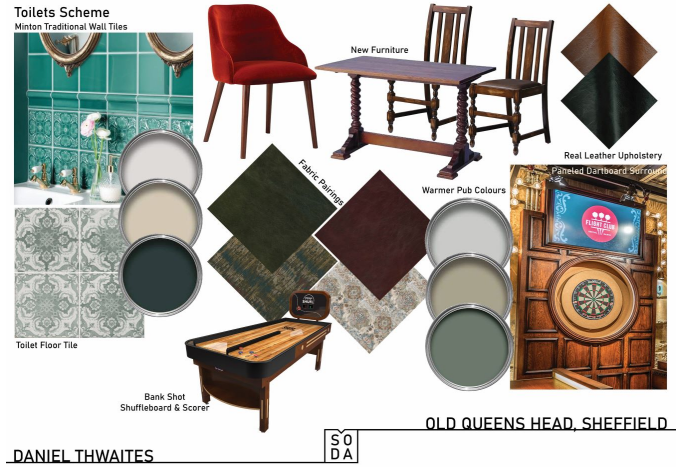 Toilets Scheme
Minton Traditional Wall Tiles
New Furniture
Real Leather Upholstery
Fabric Pairings
Warmer Pub Colours
Paneled Dartboard Surround
FLIGHT CLUB
Toilet Floor Tile
Bank Shot
Shuffleboard & Scorer
OLD QUEENS HEAD, SHEFFIELD
DANIEL THWAITES
SO
DA